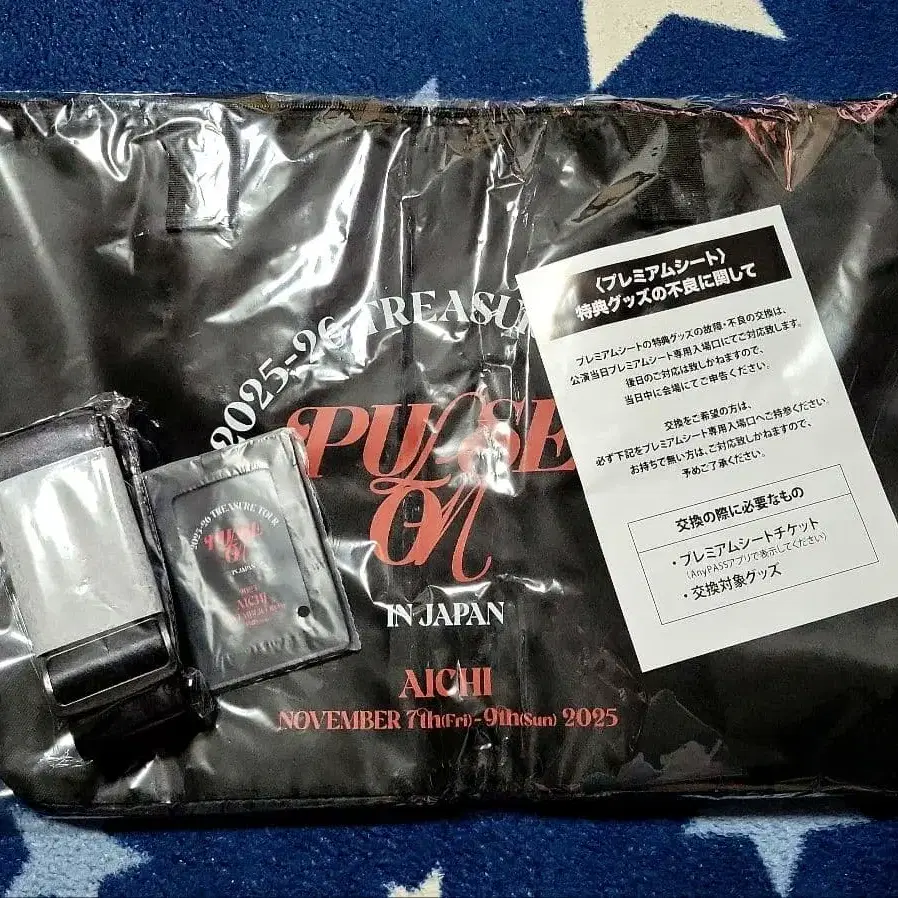 2025-26 TREASU
PULSE
ON
IN JAPAN
AICHI
NOVEMBER 7th(Fri)-9th(Sun) 2025
2025-26 TREASURE TOUR
PULSE
ON
IN JAPAN
AICHI
〈プレミアムシート〉
特典グッズの不良に関して
プレミアムシートの特典グッズの故障・不良の交換は、
公演当日プレミアムシート専用入場口にてご対応致します。
後日のご対応は致しかねますので、
当日中に会場にてご申告ください。
交換をご希望の方は、
必ず下記をプレミアムシート専用入場口へご持参ください。
お持ちで無い方は、ご対応致しかねますので、
予めご了承ください。
交換の際に必要なもの
・プレミアムシートチケット
(AnyPASSアプリで表示してください)
・交換対象グッズ